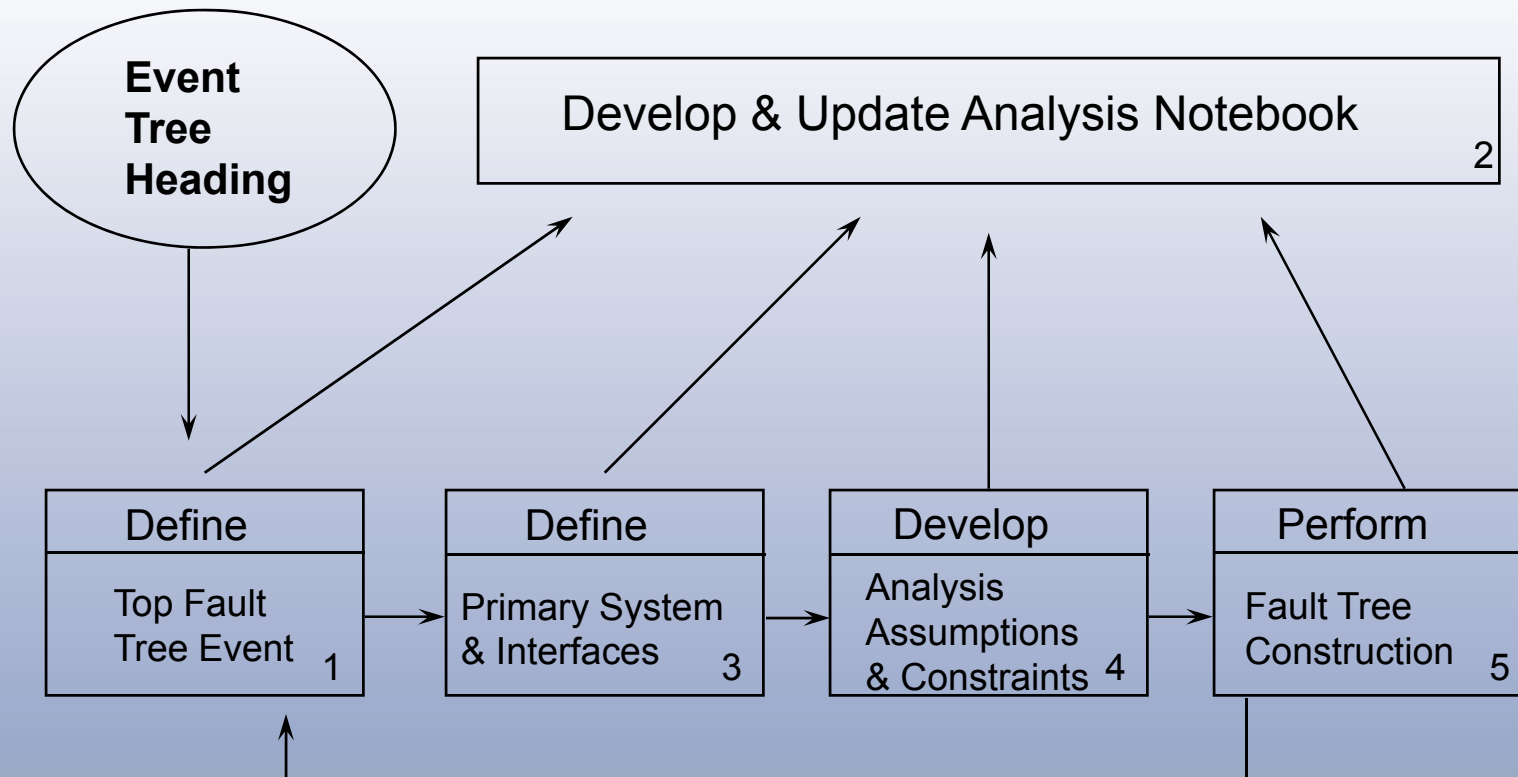 Event
Tree
Heading
Develop & Update Analysis Notebook
2
Define
Top Fault
Tree Event
1
Define
Primary System
& Interfaces
3
Develop
Analysis
Assumptions
& Constraints
4
Perform
Fault Tree
Construction
5